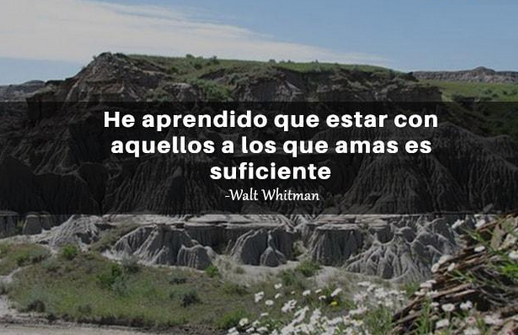 He aprendido que estar con
aquellos a los que amas es
suficiente
-Walt Whitman